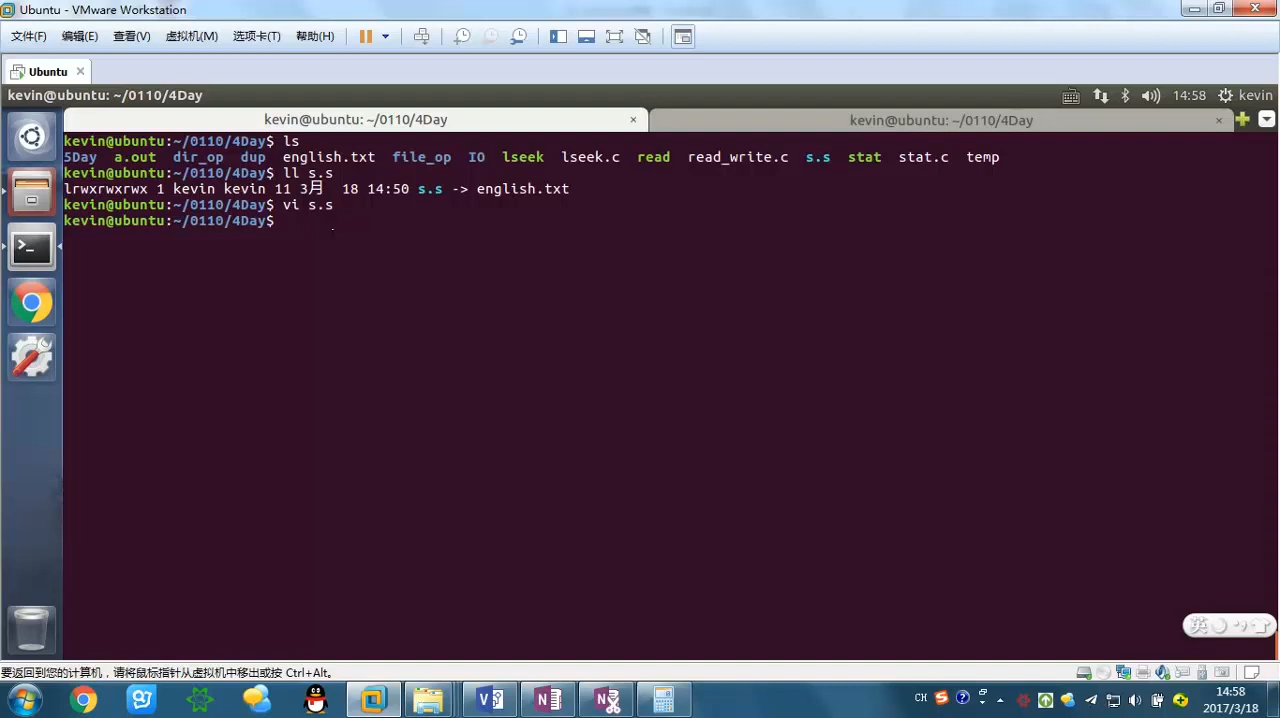 Ubuntu - VMware Workstation
文件(F) 编辑(E) 查看(V) 虚拟机(M) 选项卡(T) 帮助(H)
Ubuntu
kevin@ubuntu: ~/0110/4Day 14:58 kevin
kevin@ubuntu: ~/0110/4Day kevin@ubuntu: ~/0110/4Day
kevin@ubuntu:~/0110/4Day$ ls
5Day a.out dir_op dup english.txt file_op IO lseek lseek.c read read_write.c s.s stat stat.c temp
kevin@ubuntu:~/0110/4Day$ ll s.s
lrwxrwxrwx 1 kevin kevin 11 3月 18 14:50 s.s -> english.txt
kevin@ubuntu:~/0110/4Day$ vi s.s
kevin@ubuntu:~/0110/4Day$
英
要返回到您的计算机，请将鼠标指针从虚拟机中移出或按 Ctrl+Alt。
CH 14:58
2017/3/18